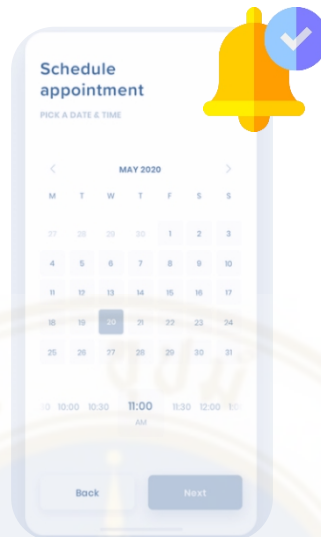 Schedule
appointment
PICK A DATE & TIME
MAY 2020
M T W T F S S
27 28 29 30 1 2 3
4 5 6 7 8 9 10
11 12 13 14 15 16 17
18 19 20 21 22 23 24
25 26 27 28 29 30 31
10:00 10:30 11:00 11:30 12:00
AM
Back Next